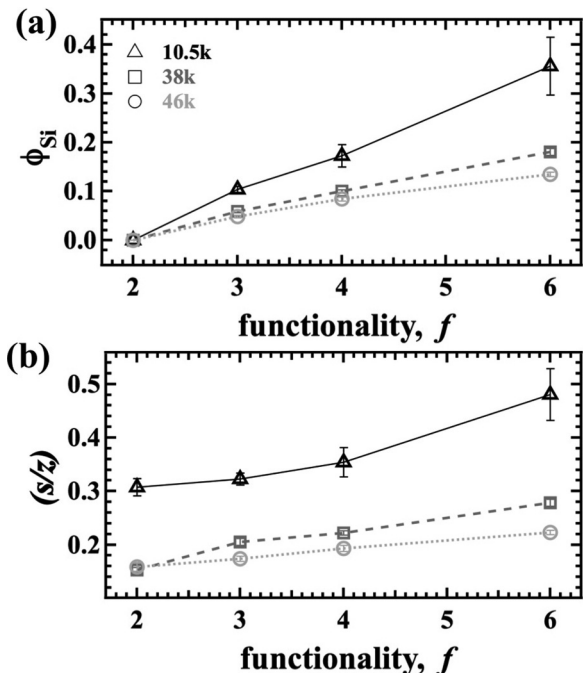 (a)
0.4
0.3
0.2
0.1
0.0
ϕSi
10.5k
38k
46k
2 3 4 5 6
functionality, f
(b)
0.5
0.4
0.3
0.2
(s/z)
2 3 4 5 6
functionality, f